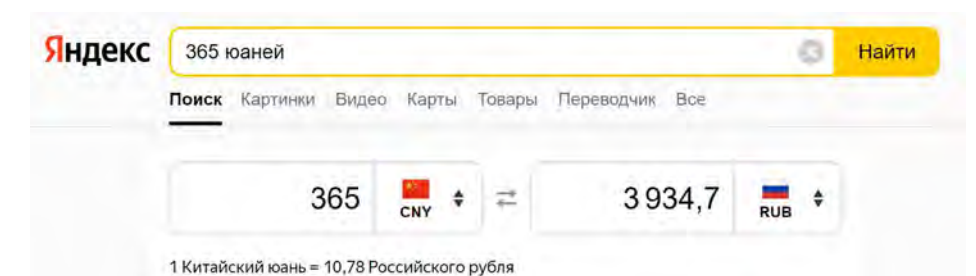 Яндекс 365 юаней Найти
Поиск Картинки Видео Карты Товары Переводчик Все
365 CNY 3 934,7 RUB
1 Китайский юань = 10,78 Российского рубля